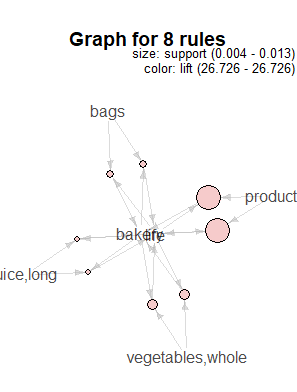 Graph for 8 rules
size: support (0.004 - 0.013)
color: lift (26.726 - 26.726)
bags
product
bakery
uice,long
vegetables,whole